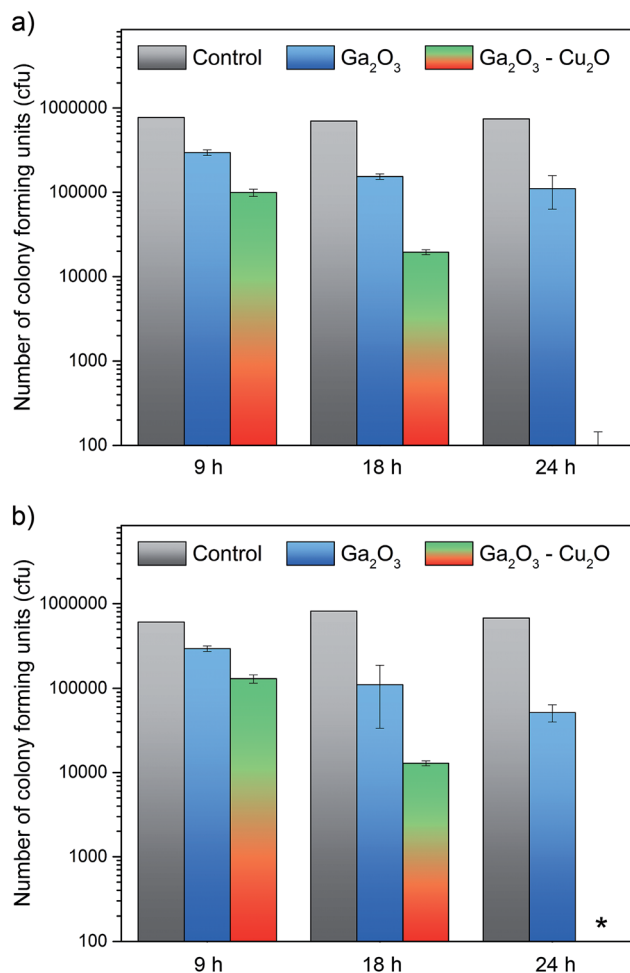 a)
Control Ga₂O₃ Ga₂O₃ - Cu₂O
Number of colony forming units (cfu)
1000000
100000
10000
1000
100
9 h 18 h 24 h
b)
Control Ga₂O₃ Ga₂O₃ - Cu₂O
Number of colony forming units (cfu)
1000000
100000
10000
1000
100
*
9 h 18 h 24 h